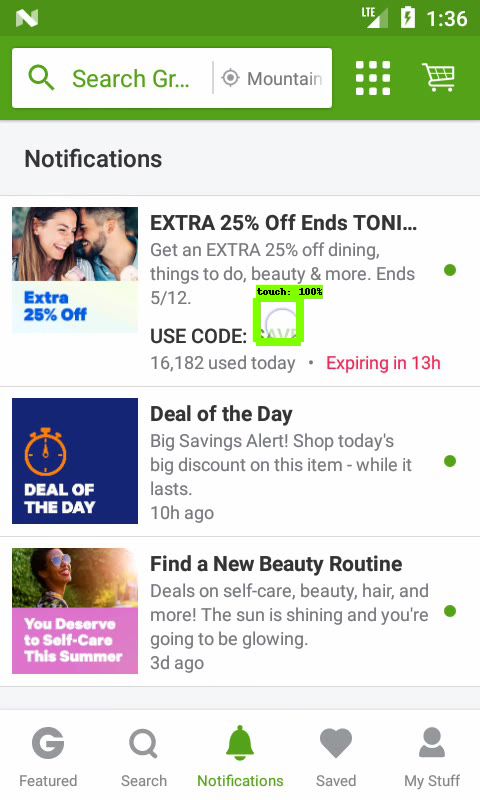 LTE 1:36
Search Gr... Mountain
Notifications
EXTRA 25% Off Ends TONI...
Get an EXTRA 25% off dining,
things to do, beauty & more. Ends
5/12.
Extra
25% Off
touch: 100%
USE CODE: SAVE
16,182 used today • Expiring in 13h
Deal of the Day
Big Savings Alert! Shop today's
big discount on this item - while it
lasts.
10h ago
DEAL OF
THE DAY
Find a New Beauty Routine
Deals on self-care, beauty, hair, and
more! The sun is shining and you're
going to be glowing.
3d ago
You Deserve
to Self-Care
This Summer
G
Featured Search Notifications Saved My Stuff